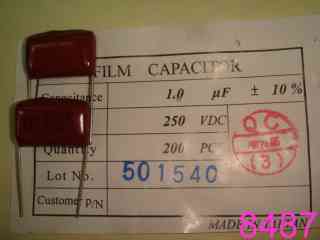 FILM CAPACITOR
Capacitance 1.0 µF ± 10%
250 VDC
Quantity 200 PC
Lot No. 501540
Customer P/N
QC
(3)
MADE IN
8487